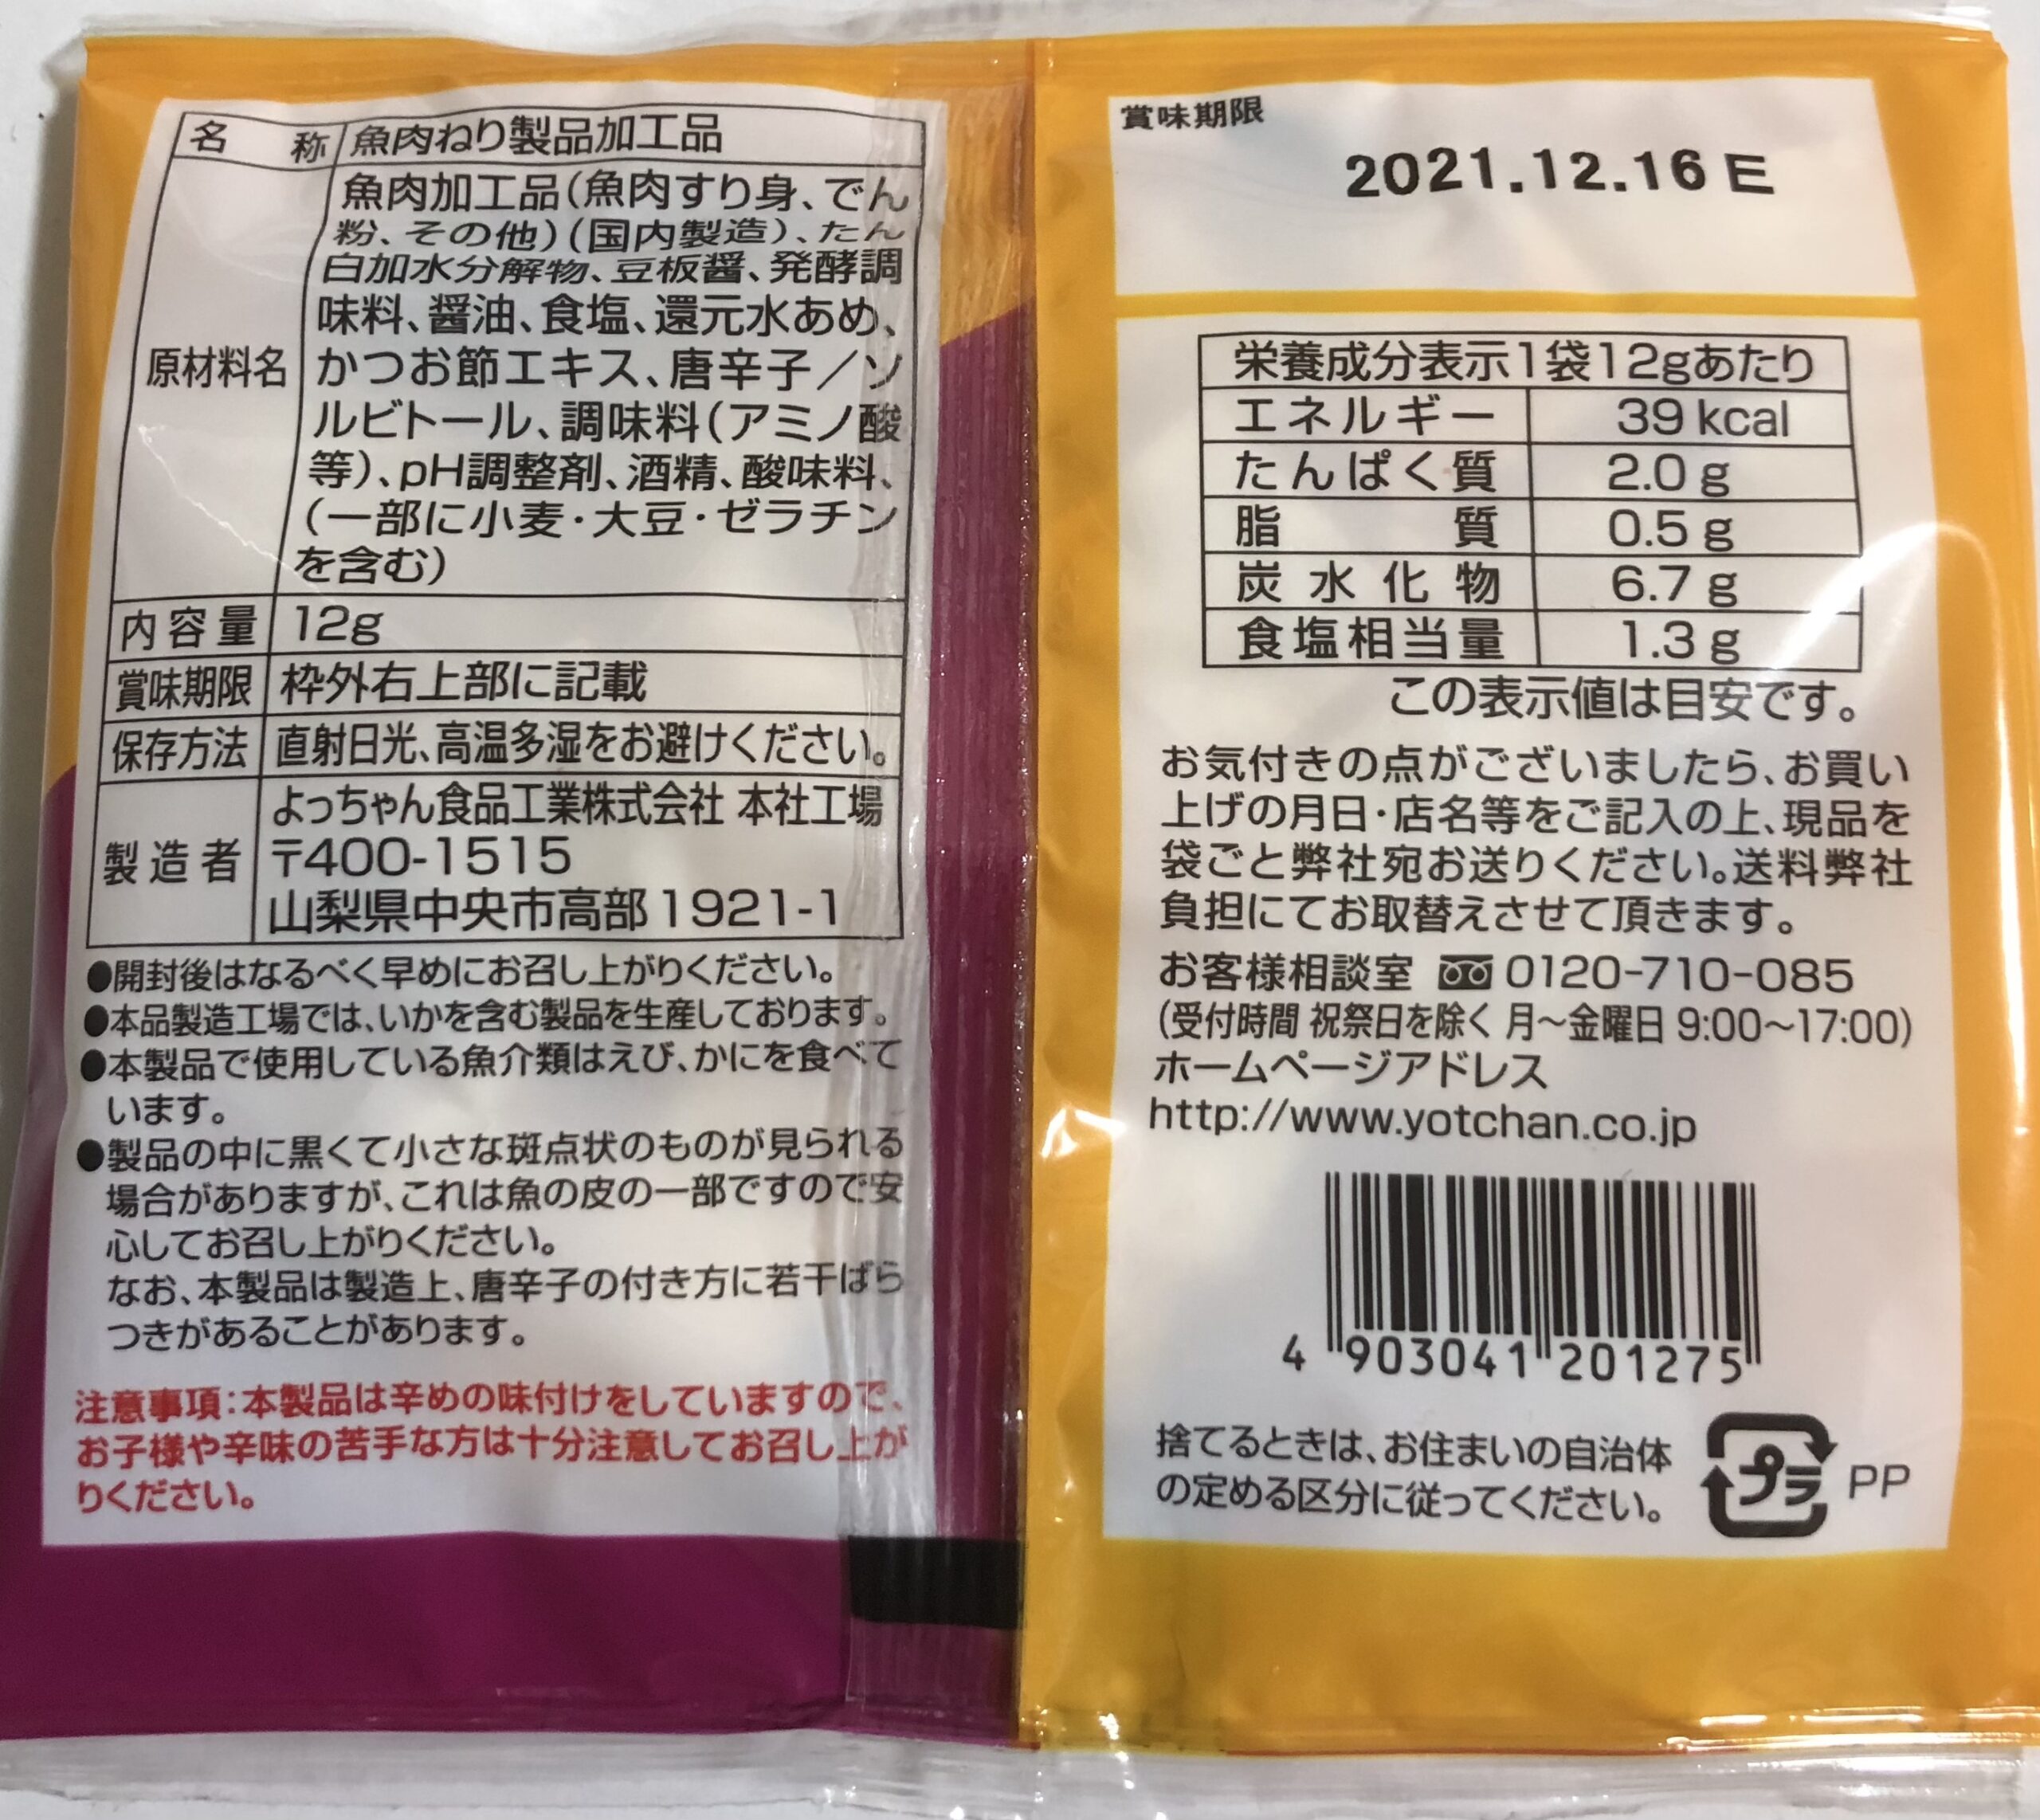 名 称 魚肉ねり製品加工品
原材料名
魚肉加工品(魚肉すり身、でん
粉、その他)(国内製造)、たん
白加水分解物、豆板醤、発酵調
味料、醤油、食塩、還元水あめ、
かつお節エキス、唐辛子/ソ
ルビトール、調味料(アミノ酸
等)、pH調整剤、酒精、酸味料、
(一部に小麦・大豆・ゼラチン
を含む)
内容量 12g
賞味期限 枠外右上部に記載
保存方法 直射日光、高温多湿をお避けください。
製造者
よっちゃん食品工業株式会社 本社工場
〒400-1515
山梨県中央市高部1921-1
●開封後はなるべく早めにお召し上がりください。
●本品製造工場では、いかを含む製品を生産しております。
●本製品で使用している魚介類はえび、かにを食べて
います。
●製品の中に黒くて小さな斑点状のものが見られる
場合がありますが、これは魚の皮の一部ですので安
心してお召し上がりください。
なお、本製品は製造上、唐辛子の付き方に若干ばら
つきがあることがあります。
注意事項:本製品は辛めの味付けをしていますので、
お子様や辛味の苦手な方は十分注意してお召し上が
りください。
賞味期限
2021.12.16 E
栄養成分表示1袋12gあたり
エネルギー 39 kcal
たんぱく質 2.0 g
脂質 0.5 g
炭水化物 6.7 g
食塩相当量 1.3 g
この表示値は目安です。
お気付きの点がございましたら、お買い
上げの月日・店名等をご記入の上、現品を
袋ごと弊社宛お送りください。送料弊社
負担にてお取替えさせて頂きます。
お客様相談室 0120-710-085
(受付時間 祝祭日を除く 月~金曜日 9:00~17:00)
ホームページアドレス
http://www.yotchan.co.jp
4 903041 201275
捨てるときは、お住まいの自治体
の定める区分に従ってください。
プラ PP